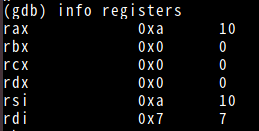 (gdb) info registers
rax 0xa 10
rbx 0x0 0
rcx 0x0 0
rdx 0x0 0
rsi 0xa 10
rdi 0x7 7